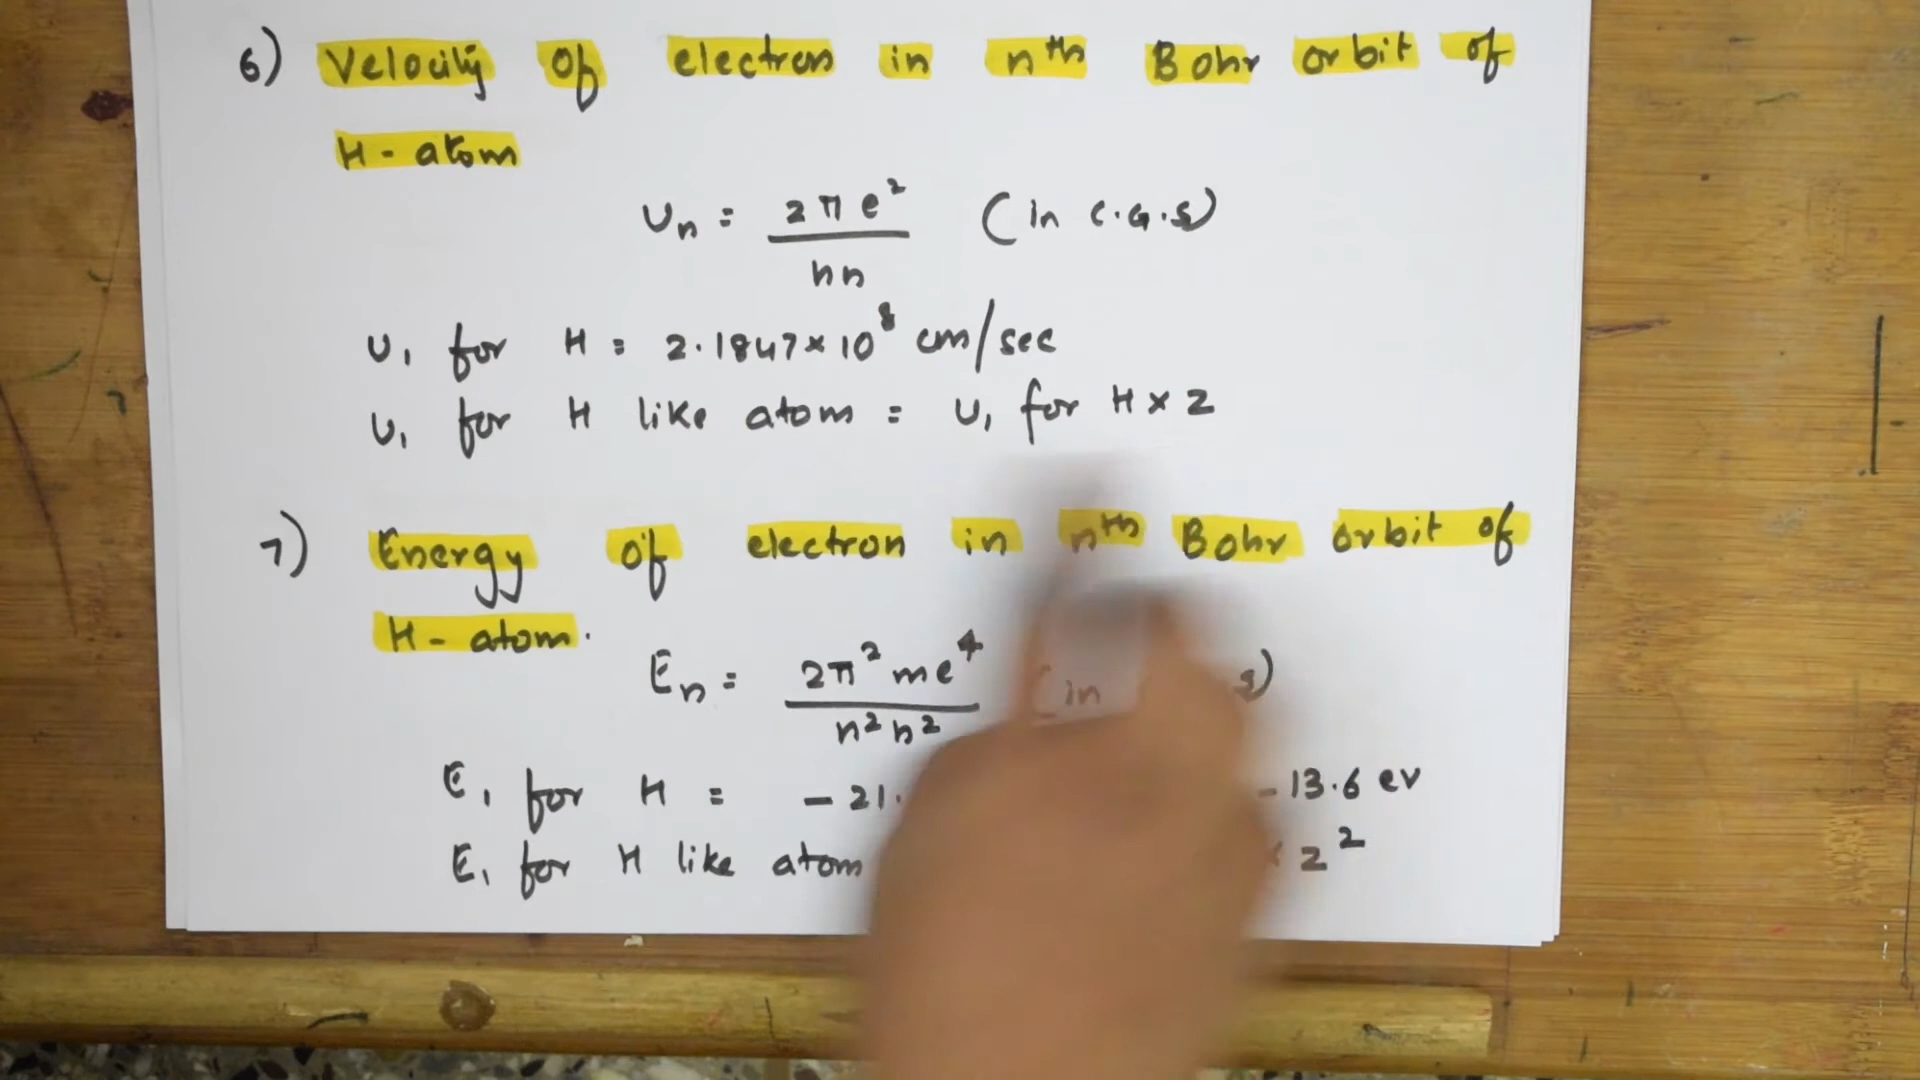 6) Velocity of electron in nth Bohr orbit of
H - atom
Un = 2πe² / hn (in c.G.s)
U1 for H = 2.1847 x 10⁸ cm/sec
U1 for H like atom = U1 for H x Z
7) Energy of electron in nth Bohr orbit of
H - atom.
En = 2π²me⁴ / n²h² (in s)
E1 for H = - 21. - 13.6 ev
E1 for H like atom x Z²